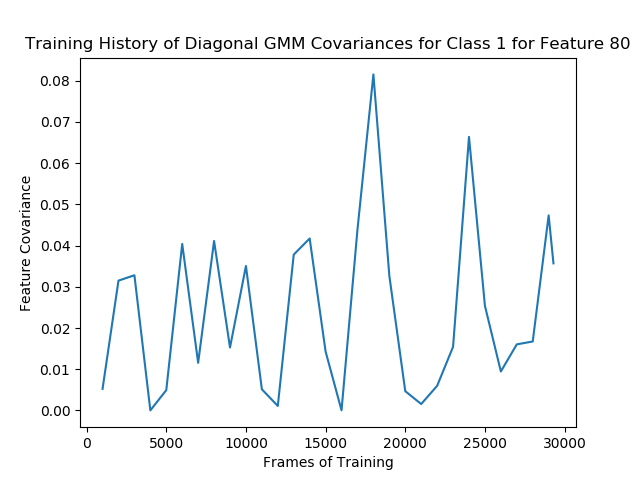 Training History of Diagonal GMM Covariances for Class 1 for Feature 80
Feature Covariance
0.08
0.07
0.06
0.05
0.04
0.03
0.02
0.01
0.00
0 5000 10000 15000 20000 25000 30000
Frames of Training